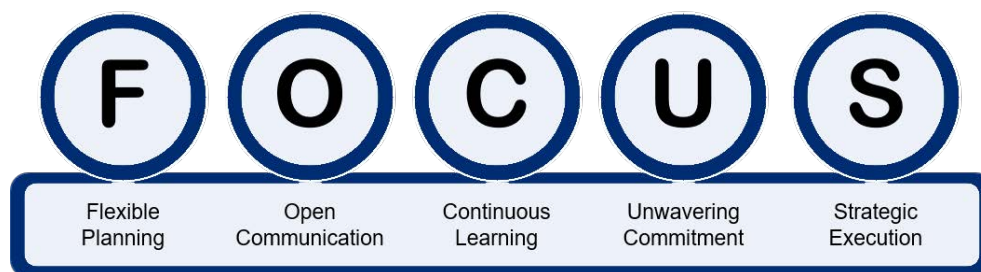 F O C U S
Flexible Planning
Open Communication
Continuous Learning
Unwavering Commitment
Strategic Execution